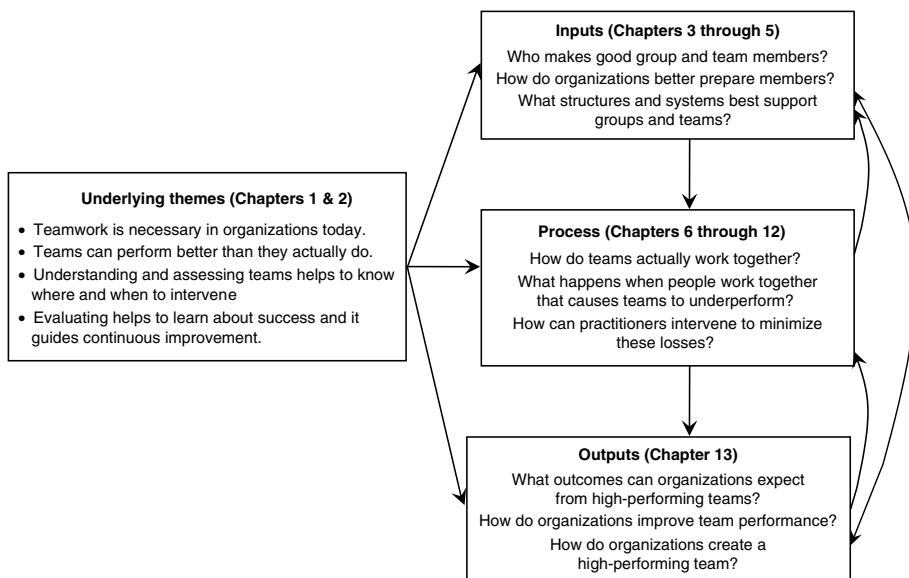 Inputs (Chapters 3 through 5)
Who makes good group and team members?
How do organizations better prepare members?
What structures and systems best support
groups and teams?
Underlying themes (Chapters 1 & 2)
• Teamwork is necessary in organizations today.
• Teams can perform better than they actually do.
• Understanding and assessing teams helps to know
where and when to intervene
• Evaluating helps to learn about success and it
guides continuous improvement.
Process (Chapters 6 through 12)
How do teams actually work together?
What happens when people work together
that causes teams to underperform?
How can practitioners intervene to minimize
these losses?
Outputs (Chapter 13)
What outcomes can organizations expect
from high-performing teams?
How do organizations improve team performance?
How do organizations create a
high-performing team?